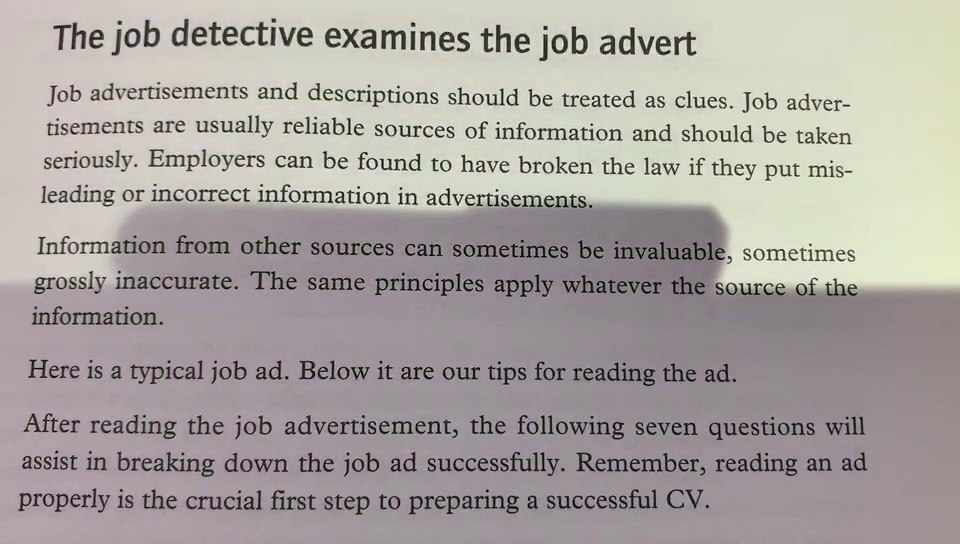 The job detective examines the job advert
Job advertisements and descriptions should be treated as clues. Job adver-
tisements are usually reliable sources of information and should be taken
seriously. Employers can be found to have broken the law if they put mis-
leading or incorrect information in advertisements.
Information from other sources can sometimes be invaluable, sometimes
grossly inaccurate. The same principles apply whatever the source of the
information.
Here is a typical job ad. Below it are our tips for reading the ad.
After reading the job advertisement, the following seven questions will
assist in breaking down the job ad successfully. Remember, reading an ad
properly is the crucial first step to preparing a successful CV.